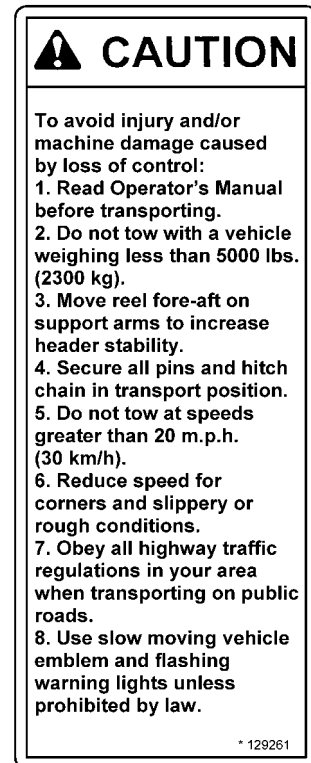 CAUTION
To avoid injury and/or
machine damage caused
by loss of control:
1. Read Operator's Manual
before transporting.
2. Do not tow with a vehicle
weighing less than 5000 lbs.
(2300 kg).
3. Move reel fore-aft on
support arms to increase
header stability.
4. Secure all pins and hitch
chain in transport position.
5. Do not tow at speeds
greater than 20 m.p.h.
(30 km/h).
6. Reduce speed for
corners and slippery or
rough conditions.
7. Obey all highway traffic
regulations in your area
when transporting on public
roads.
8. Use slow moving vehicle
emblem and flashing
warning lights unless
prohibited by law.
* 129261